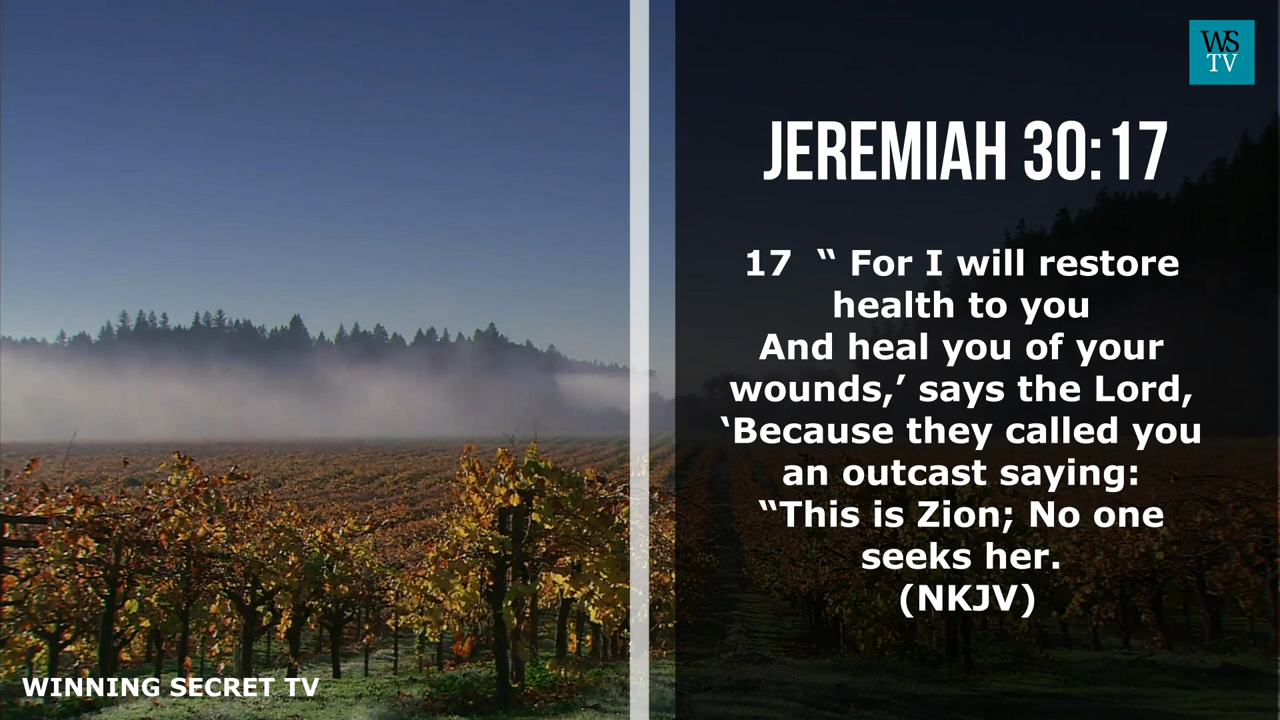 WS
TV
JEREMIAH 30:17
17 “ For I will restore
health to you
And heal you of your
wounds,’ says the Lord,
‘Because they called you
an outcast saying:
“This is Zion; No one
seeks her.
(NKJV)
WINNING SECRET TV